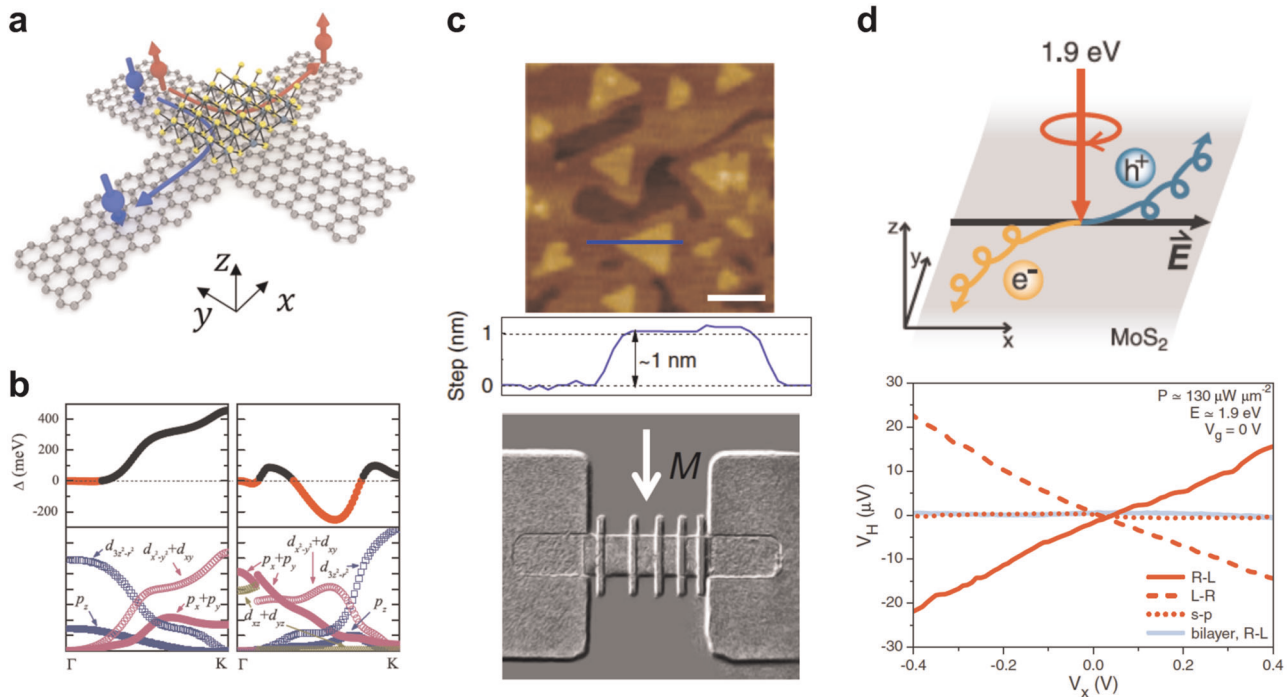 a
z
y
x
b
Δ (meV)
400
200
0
-200
d3z²-r²
dx²-y²+dxy
pz
px+py
px+py
dx²-y²+dxy
d3z²-r²
dxz+dyz
pz
Γ
K
Γ
K
c
Step (nm)
1
0
~1 nm
M
d
1.9 eV
h+
e-
E
z
y
x
MoS2
30
20
10
0
-10
-20
-30
VH (µV)
P ≃ 130 µW µm-2
E ≃ 1.9 eV
Vg = 0 V
R-L
L-R
s-p
bilayer, R-L
-0.4
-0.2
0.0
0.2
0.4
Vx (V)